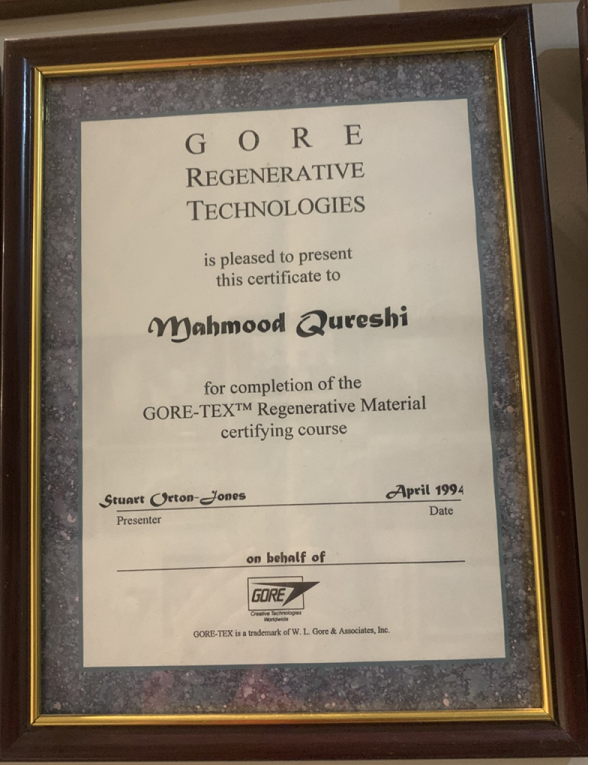 GORE
REGENERATIVE
TECHNOLOGIES
is pleased to present
this certificate to
Mahmood Qureshi
for completion of the
GORE-TEX™ Regenerative Material
certifying course
Stuart Orton-Jones April 1994
Presenter Date
on behalf of
GORE
Creative Technologies
Worldwide
GORE-TEX is a trademark of W. L. Gore & Associates, Inc.